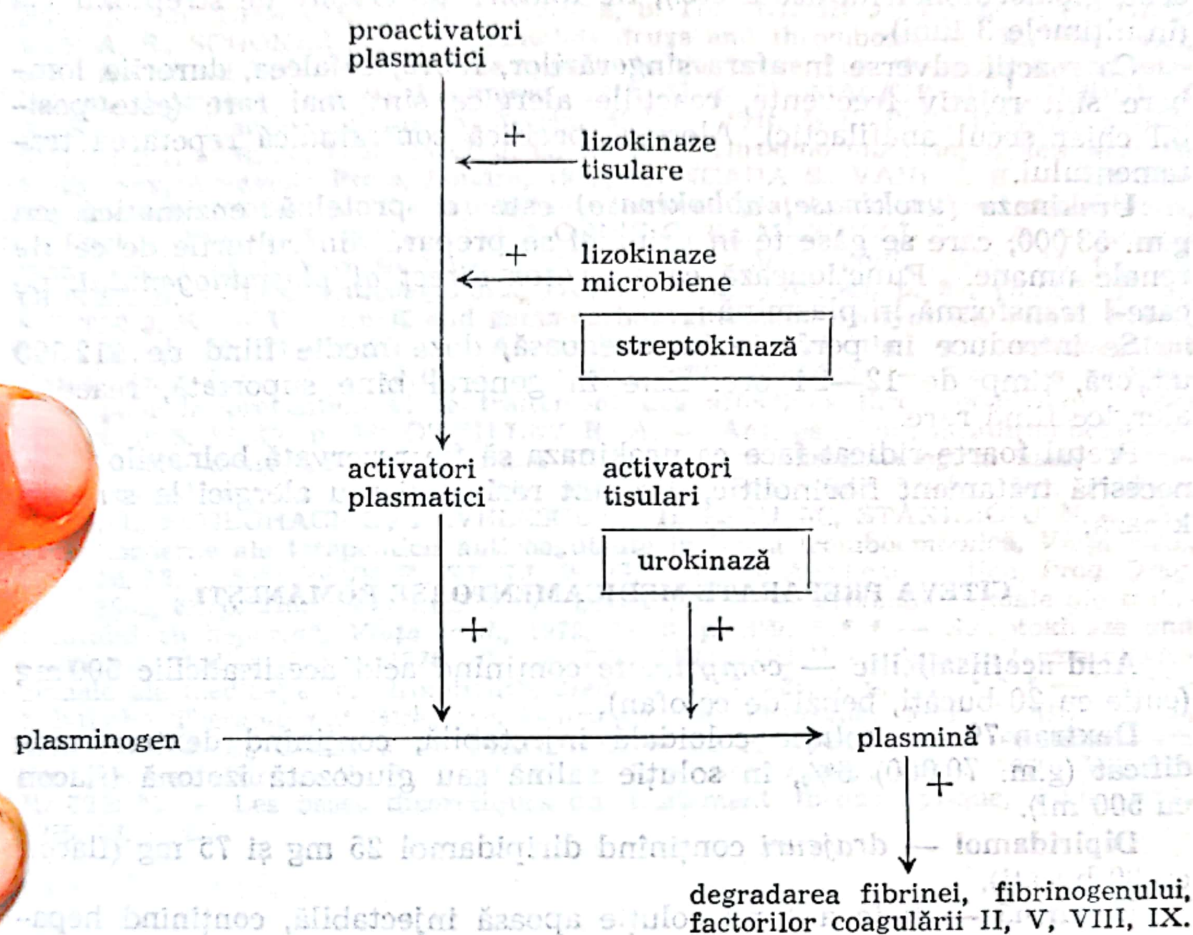 proactivatori
plasmatici
+
lizokinaze
tisulare
+
lizokinaze
microbiene
streptokinază
activatori
plasmatici
activatori
tisulari
urokinază
+
+
plasminogen
plasmină
+
degradarea fibrinei, fibrinogenului,
factorilor coagulării II, V, VIII, IX.